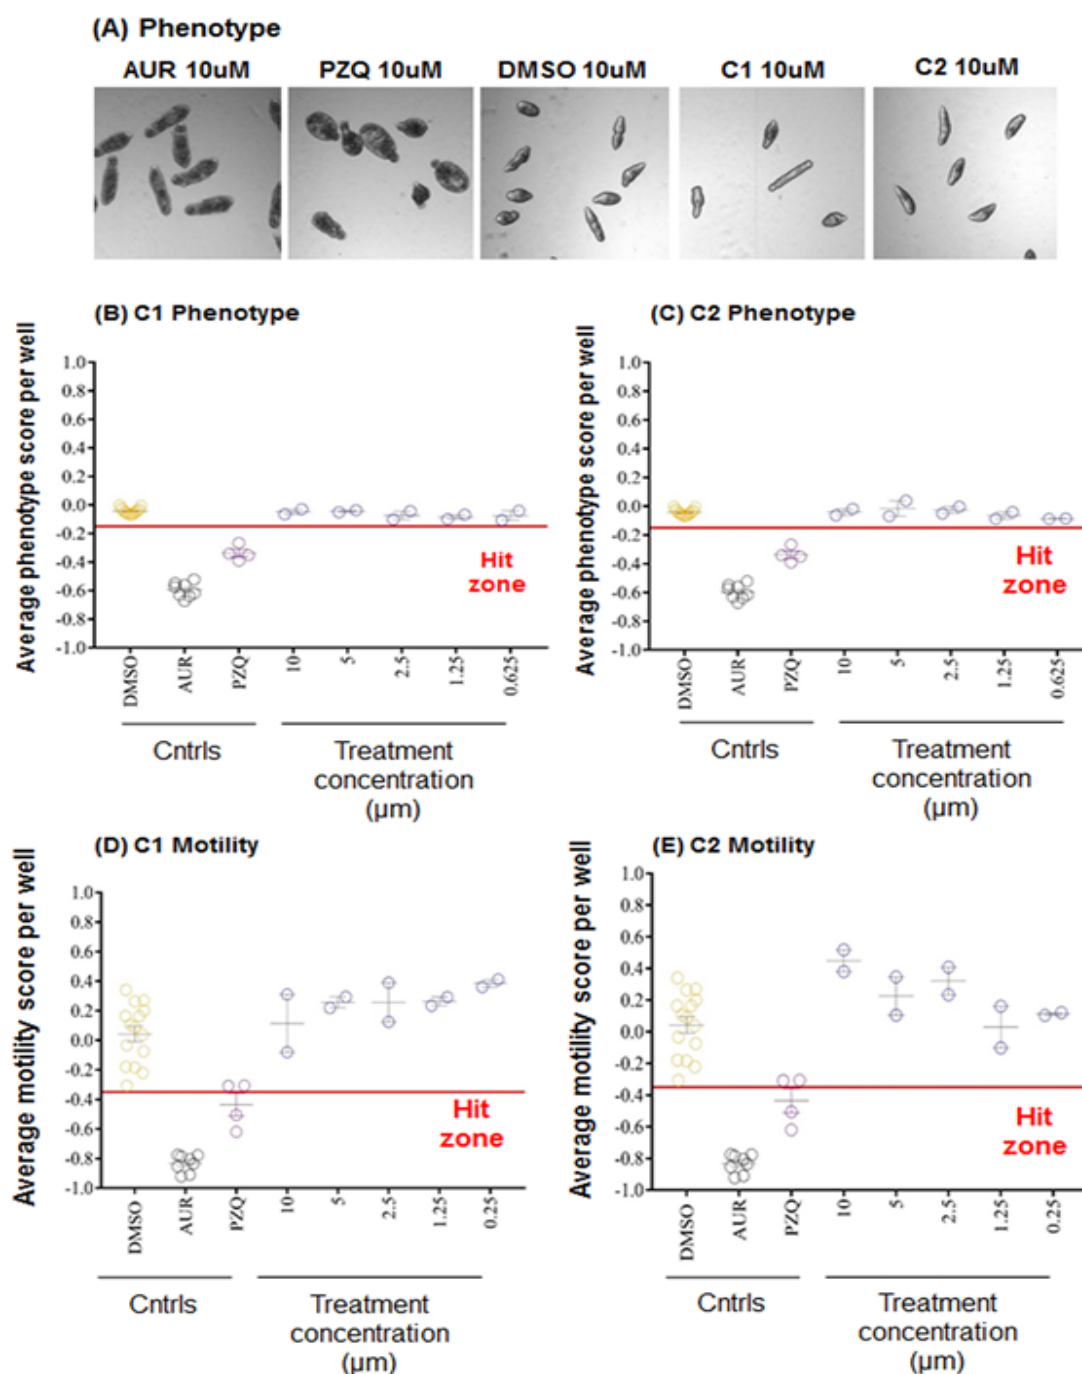 (A) Phenotype
AUR 10uM PZQ 10uM DMSO 10uM C1 10uM C2 10uM
(B) C1 Phenotype
Average phenotype score per well
1.0
0.8
0.6
0.4
0.2
0.0
-0.2
-0.4
-0.6
-0.8
-1.0
Hit
zone
DMSO AUR PZQ 10 5 2.5 1.25 0.625
Cntrls Treatment
concentration
(µm)
(C) C2 Phenotype
Average phenotype score per well
1.0
0.8
0.6
0.4
0.2
0.0
-0.2
-0.4
-0.6
-0.8
-1.0
Hit
zone
DMSO AUR PZQ 10 5 2.5 1.25 0.625
Cntrls Treatment
concentration
(µm)
(D) C1 Motility
Average motility score per well
1.0
0.8
0.6
0.4
0.2
0.0
-0.2
-0.4
-0.6
-0.8
-1.0
Hit
zone
DMSO AUR PZQ 10 5 2.5 1.25 0.25
Cntrls Treatment
concentration
(µm)
(E) C2 Motility
Average motility score per well
1.0
0.8
0.6
0.4
0.2
0.0
-0.2
-0.4
-0.6
-0.8
-1.0
Hit
zone
DMSO AUR PZQ 10 5 2.5 1.25 0.25
Cntrls Treatment
concentration
(µm)